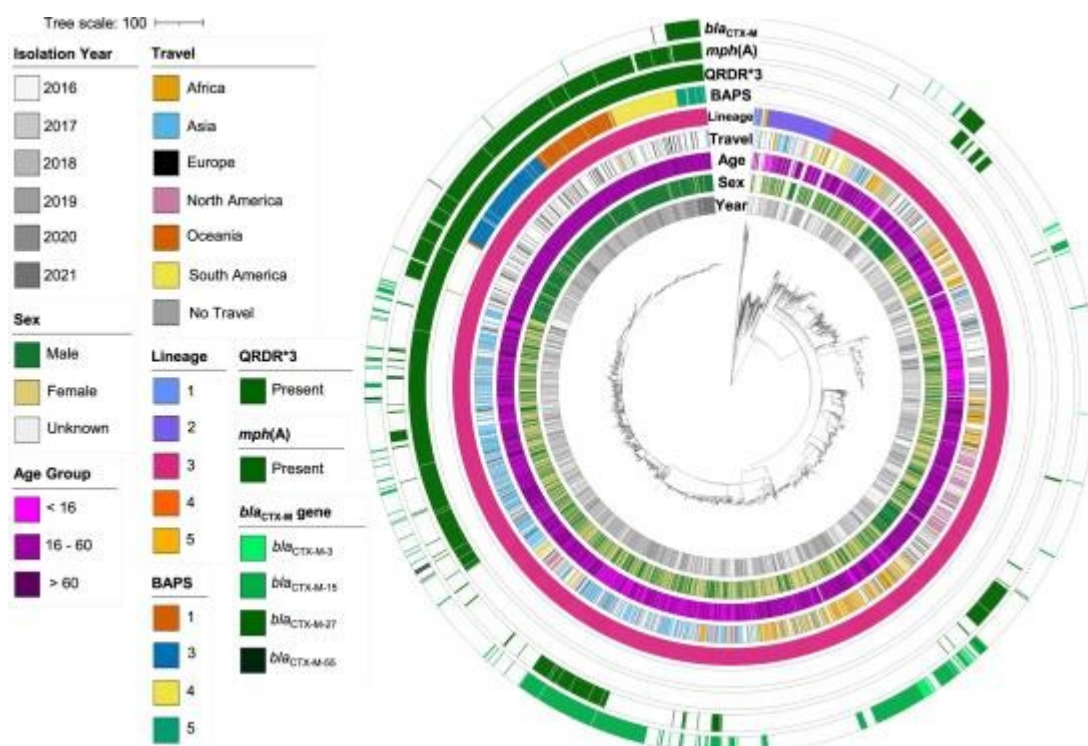 Tree scale: 100
Isolation Year
2016
2017
2018
2019
2020
2021
Sex
Male
Female
Unknown
Age Group
< 16
16 - 60
> 60
Travel
Africa
Asia
Europe
North America
Oceania
South America
No Travel
Lineage
1
2
3
4
5
BAPS
1
3
4
5
QRDR*3
Present
mph(A)
Present
blaCTX-M gene
blaCTX-M-3
blaCTX-M-15
blaCTX-M-27
blaCTX-M-55
blaCTX-M
mph(A)
QRDR*3
BAPS
Lineage
Travel
Age
Sex
Year